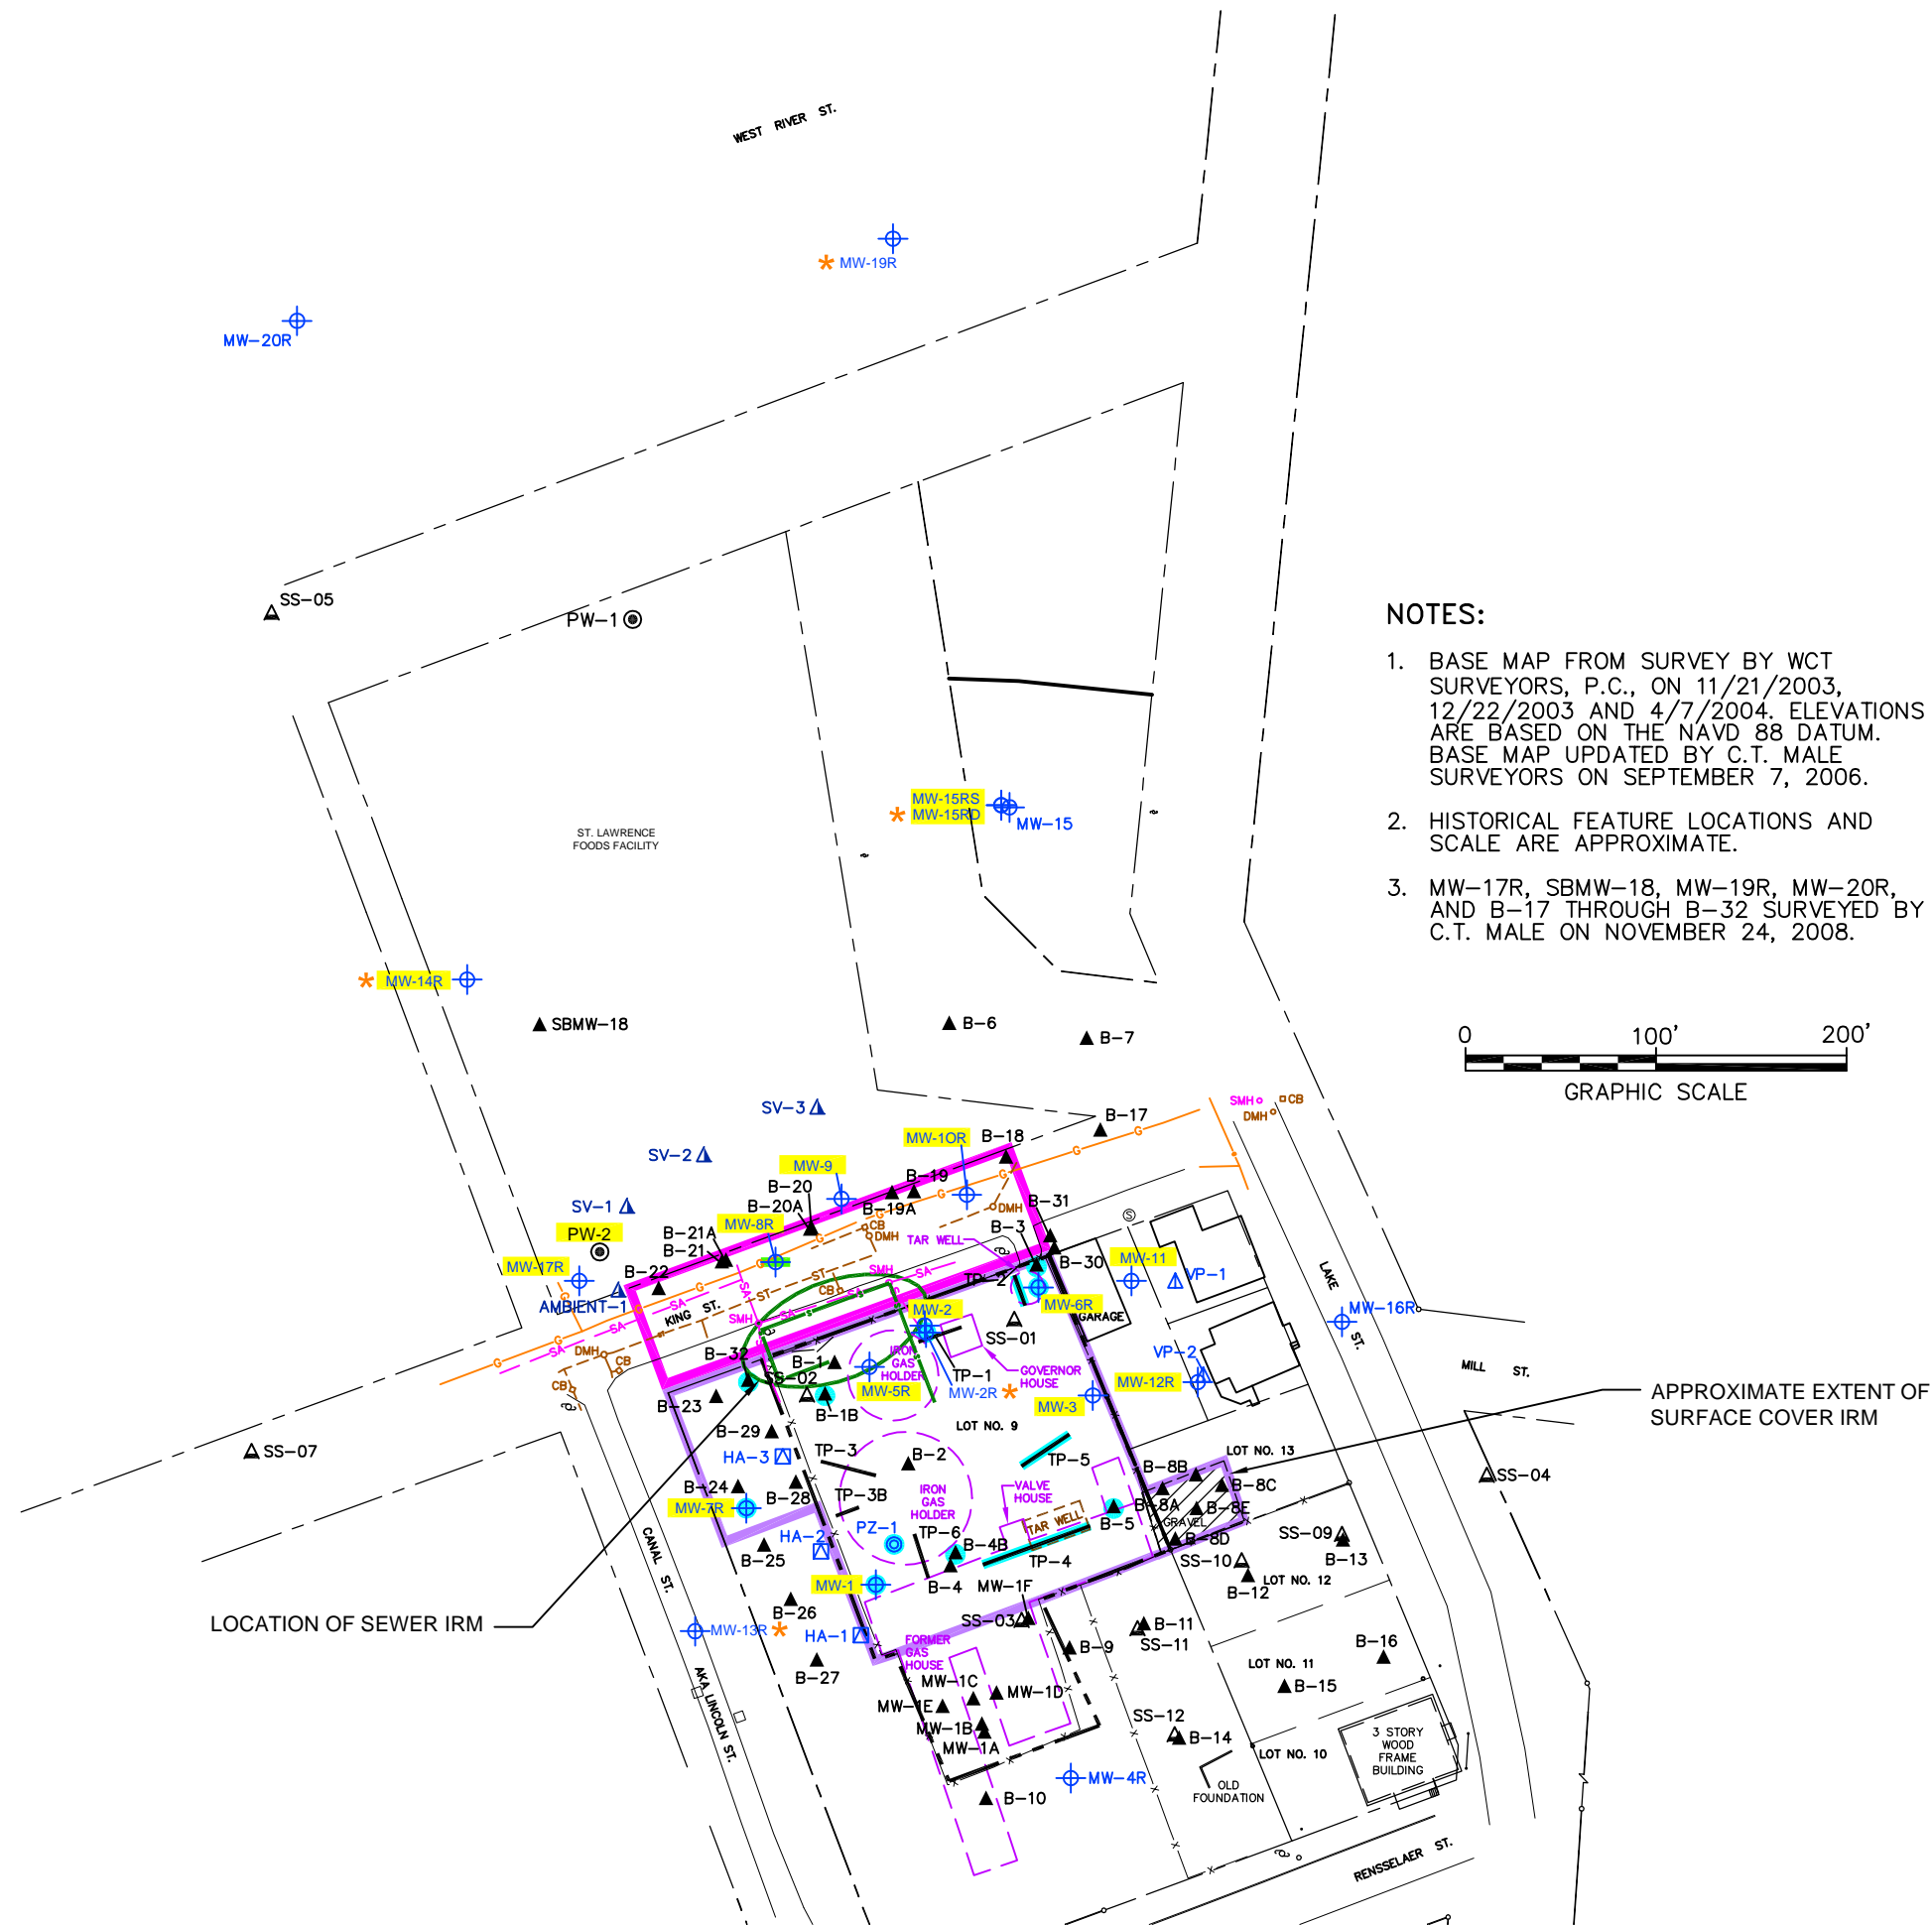 WEST RIVER ST.
MW-19R
MW-20R
SS-05
PW-1
NOTES:
1. BASE MAP FROM SURVEY BY WCT
SURVEYORS, P.C., ON 11/21/2003,
12/22/2003 AND 4/7/2004. ELEVATIONS
ARE BASED ON THE NAVD 88 DATUM.
BASE MAP UPDATED BY C.T. MALE
SURVEYORS ON SEPTEMBER 7, 2006.
2. HISTORICAL FEATURE LOCATIONS AND
SCALE ARE APPROXIMATE.
3. MW-17R, SBMW-18, MW-19R, MW-20R,
AND B-17 THROUGH B-32 SURVEYED BY
C.T. MALE ON NOVEMBER 24, 2008.
MW-15RS
MW-15RD
MW-15
ST. LAWRENCE
FOODS FACILITY
MW-14R
SBMW-18
B-6
B-7
0 100' 200'
GRAPHIC SCALE
SV-3
SMH
CB
DMH
B-17
MW-1OR
B-18
SV-2
MW-9
B-20
B-19
B-20A
B-19A
B-31
SV-1
PW-2
B-21A
MW-8R
CB
DMH
DMH
B-3
B-21
TAR WELL
B-30
MW-11
VP-1
MW-17R
B-22
SMH
TP-2
AMBIENT-1
KING ST.
ST
ST
CB
MW-6R
GARAGE
MW-16R
LAKE ST.
SMH
MW-2
SS-01
DMH
CB
B-32
B-1
IRON
GAS
HOLDER
TP-1
GOVERNOR
HOUSE
VP-2
MW-12R
MILL ST.
CB
SS-02
MW-5R
MW-2R
MW-3
APPROXIMATE EXTENT OF
SURFACE COVER IRM
B-23
B-1B
LOT NO. 9
B-29
SS-07
HA-3
TP-3
B-2
TP-5
LOT NO. 13
B-8B
SS-04
B-24
B-28
IRON
GAS
HOLDER
VALVE
HOUSE
B-8C
MW-7R
TP-3B
B-5
B-8A
B-8E
TAR WELL
GRAVEL
HA-2
PZ-1
TP-6
B-4B
B-8D
SS-09
B-13
B-25
TP-4
SS-10
CANAL ST.
MW-1
B-4
B-12
LOT NO. 12
MW-1F
B-26
LOCATION OF SEWER IRM
MW-13R
HA-1
SS-03
B-11
SS-11
FORMER
GAS
HOUSE
B-9
B-16
B-27
LOT NO. 11
AKA LINCOLN ST.
MW-1C
MW-1D
B-15
MW-1E
MW-1B
MW-1A
SS-12
B-14
3 STORY
WOOD
FRAME
BUILDING
LOT NO. 10
MW-4R
B-10
OLD
FOUNDATION
RENSSELAER ST.